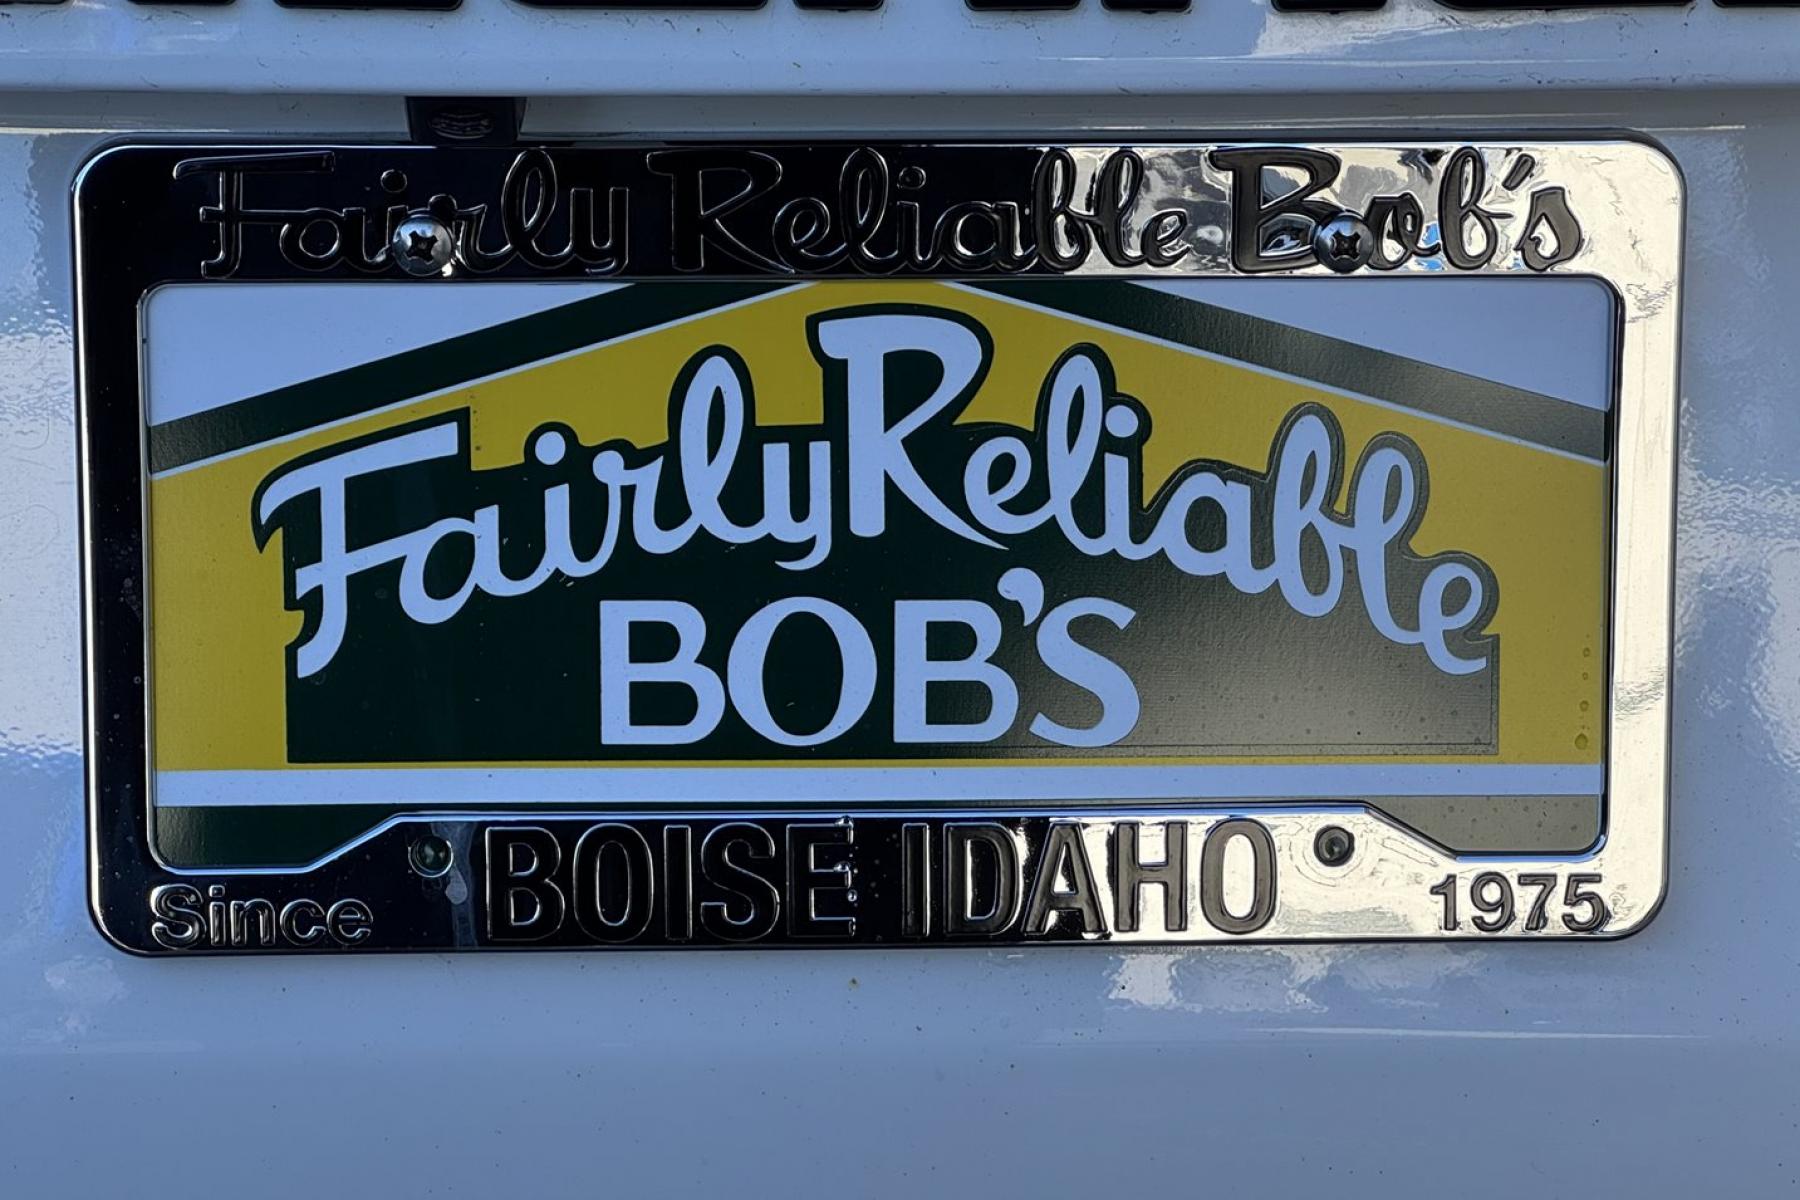 Fairly Reliable Bob's
Fairly Reliable
BOB'S
BOISE IDAHO
Since 1975